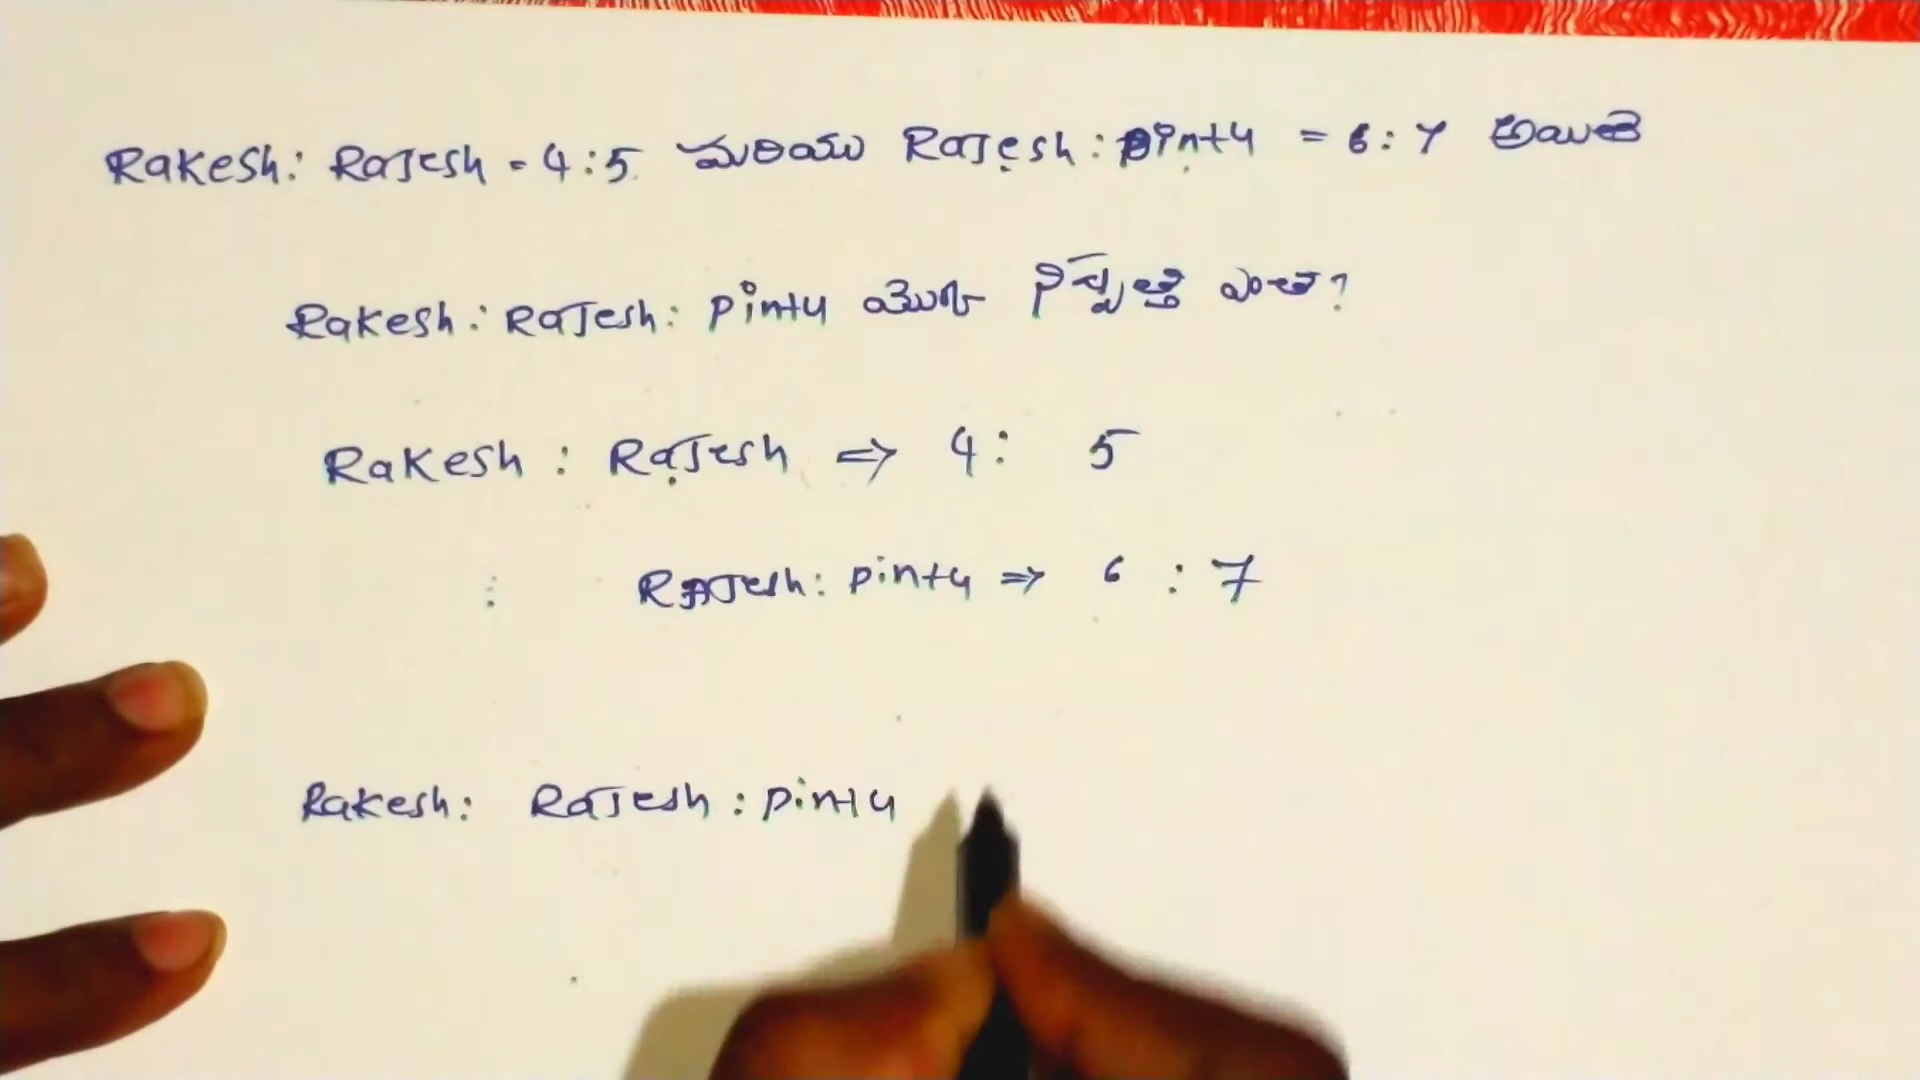 Rakesh: Rajesh = 4:5 మరియు Rajesh: pintu = 6:7 అయితే
Rakesh: Rajesh: pintu యొక్క నిష్పత్తి ఎంత?
Rakesh : Rajesh ⇒ 4: 5
: Rajesh: pintu ⇒ 6 : 7
Rakesh: Rajesh : pintu